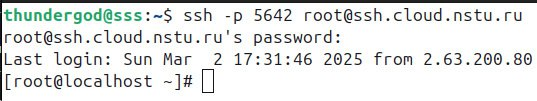 thundergod@sss:~$ ssh -p 5642 root@ssh.cloud.nstu.ru
root@ssh.cloud.nstu.ru's password:
Last login: Sun Mar  2 17:31:46 2025 from 2.63.200.80
[root@localhost ~]#